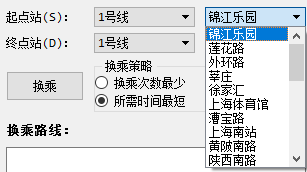 起点站(S): 1号线 锦江乐园
锦江乐园
莲花路
终点站(D): 1号线
外环路
莘庄
换乘策略
徐家汇
换乘
换乘次数最少
上海体育馆
所需时间最短
漕宝路
上海南站
换乘路线:
黄陂南路
陕西南路